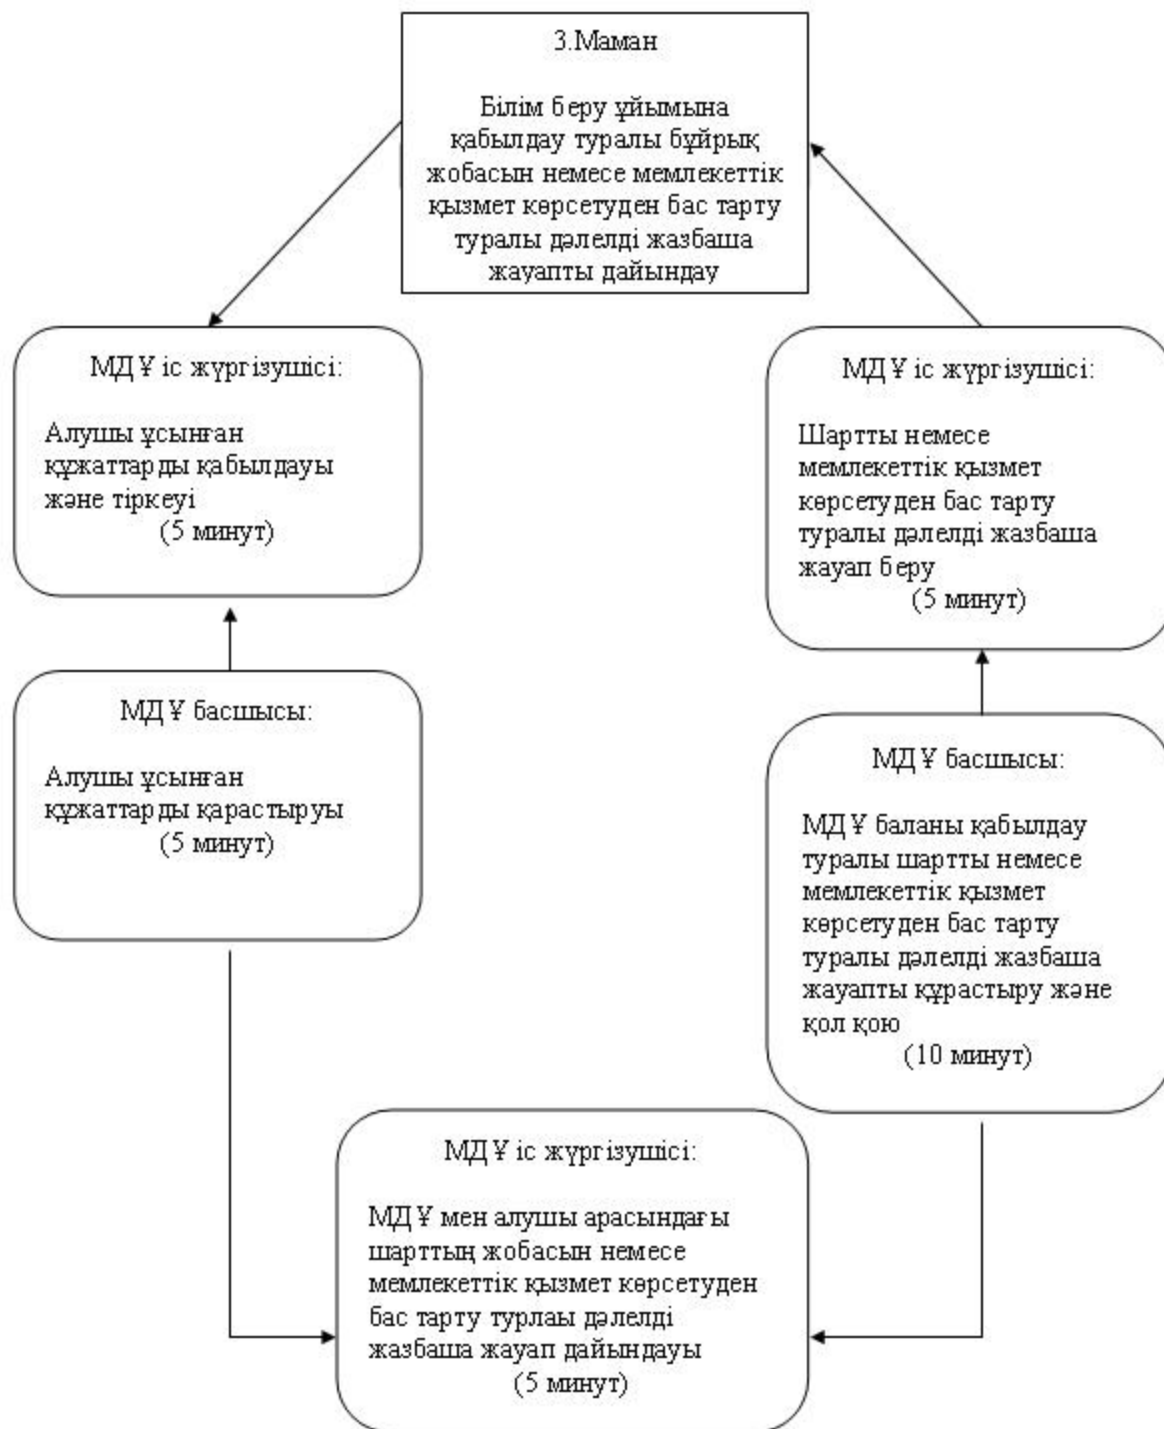 3.Маман
Білім беру ұйымына
қабылдау туралы бұйрық
жобасын немесе мемлекеттік
қызмет көрсетуден бас тарту
туралы дәлелді жазбаша
жауапты дайындау
МДҰ іс жүргізушісі:
Алушы ұсынған
құжаттарды қабылдауы
және тіркеуі
(5 минут)
МДҰ іс жүргізушісі:
Шартты немесе
мемлекеттік қызмет
көрсетуден бас тарту
туралы дәлелді жазбаша
жауап беру
(5 минут)
МДҰ басшысы:
Алушы ұсынған
құжаттарды қарастыруы
(5 минут)
МДҰ басшысы:
МДҰ баланы қабылдау
туралы шартты немесе
мемлекеттік қызмет
көрсетуден бас тарту
туралы дәлелді жазбаша
жауапты құрастыру және
қол қою
(10 минут)
МДҰ іс жүргізушісі:
МДҰ мен алушы арасындағы
шарттың жобасын немесе
мемлекеттік қызмет көрсетуден
бас тарту турлаы дәлелді
жазбаша жауап дайындауы
(5 минут)